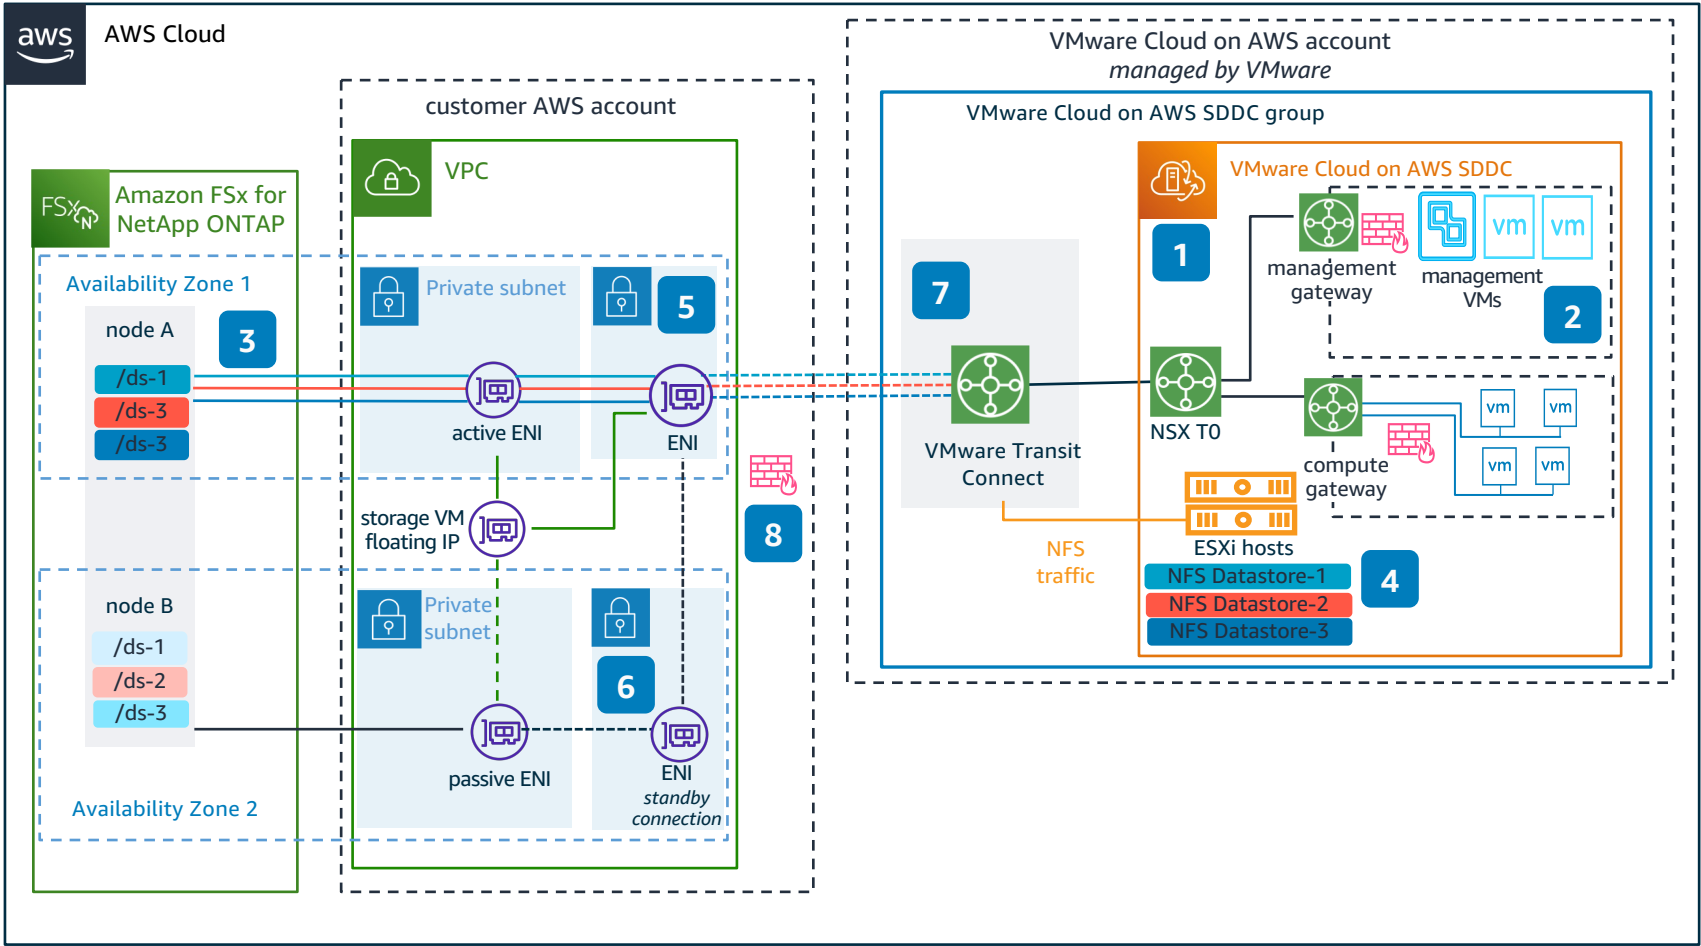 aws
AWS Cloud
VMware Cloud on AWS account
managed by VMware
customer AWS account
VMware Cloud on AWS SDDC group
VPC
VMware Cloud on AWS SDDC
FSx
N
Amazon FSx for
NetApp ONTAP
1
management
gateway
vm
vm
management
VMs
2
Availability Zone 1
node A
3
/ds-1
/ds-3
/ds-3
Private subnet
active ENI
5
ENI
7
VMware Transit
Connect
NSX T0
compute
gateway
vm
vm
vm
vm
storage VM
floating IP
8
NFS
traffic
ESXi hosts
NFS Datastore-1
NFS Datastore-2
NFS Datastore-3
4
node B
/ds-1
/ds-2
/ds-3
Private
subnet
6
passive ENI
ENI
standby
connection
Availability Zone 2